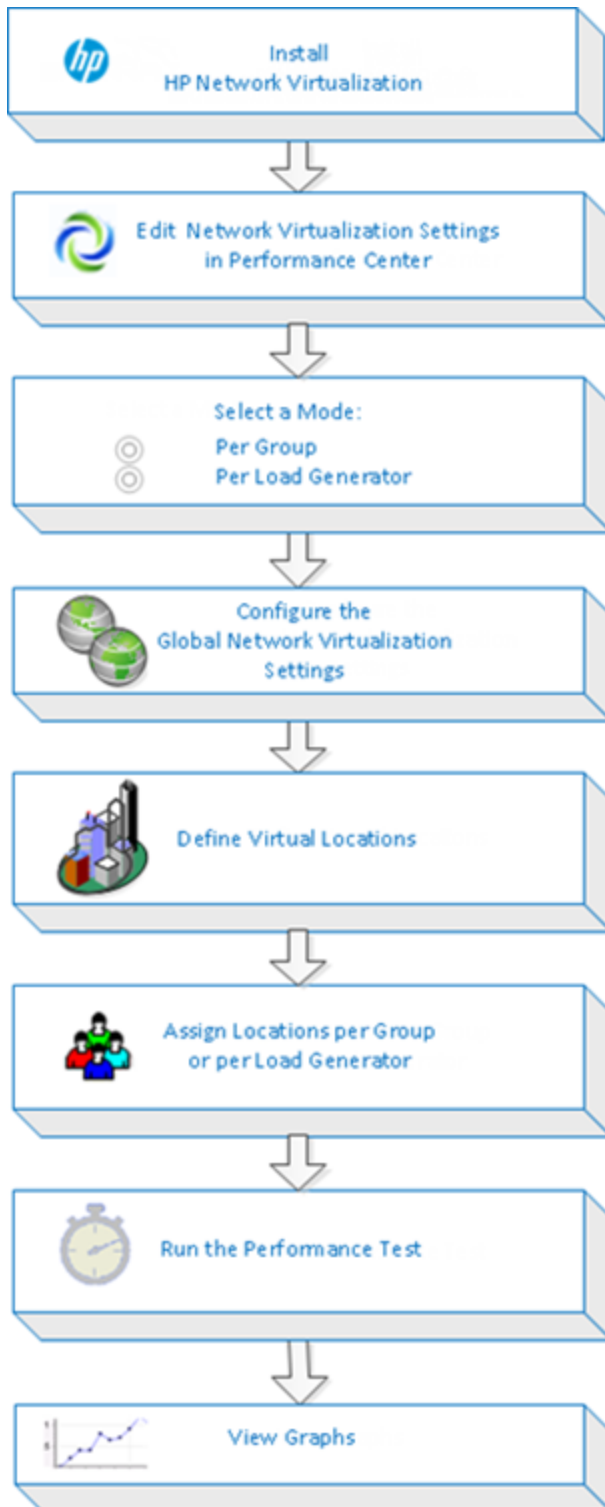 hp
Install
HP Network Virtualization
Edit Network Virtualization Settings
in Performance Center
Select a Mode:
Per Group
Per Load Generator
Configure the
Global Network Virtualization
Settings
Define Virtual Locations
Assign Locations per Group
or per Load Generator
Run the Performance Test
View Graphs